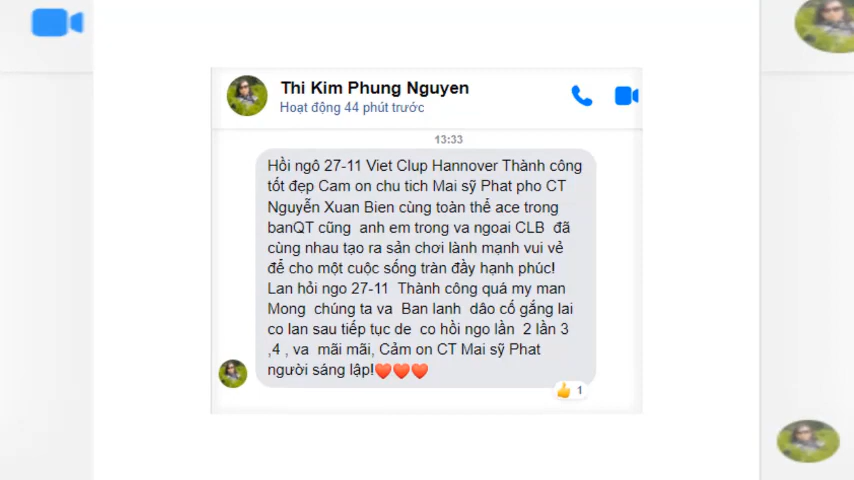 Thi Kim Phung Nguyen
Hoạt động 44 phút trước
13:33
Hồi ngô 27-11 Viet Clup Hannover Thành công
tốt đẹp Cam on chu tich Mai sỹ Phat pho CT
Nguyễn Xuan Bien cùng toàn thể ace trong
banQT cũng anh em trong va ngoai CLB đã
cùng nhau tạo ra sản chơi lành mạnh vui vẻ
để cho một cuộc sống tràn đầy hạnh phúc!
Lan hỏi ngo 27-11 Thành công quá my man
Mong chúng ta va Ban lanh dâo cố gắng lai
co lan sau tiếp tục de co hồi ngo lần 2 lần 3
,4 , va mãi mãi, Cảm on CT Mai sỹ Phat
người sáng lập!❤️❤️❤️
👍 1